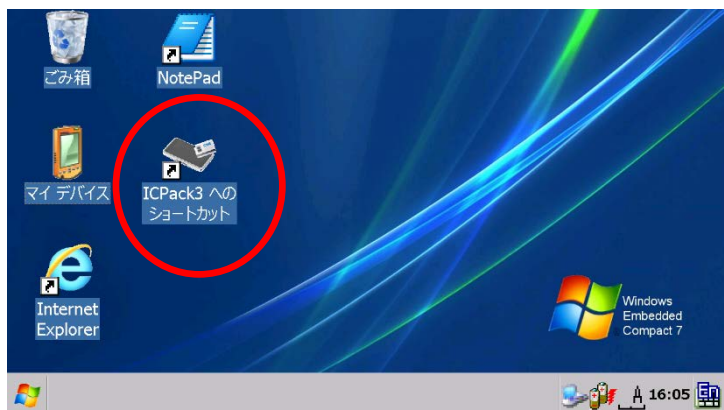 ごみ箱
NotePad
マイ デバイス
ICPack3 への
ショートカット
Internet
Explorer
Windows
Embedded
Compact 7
16:05
En